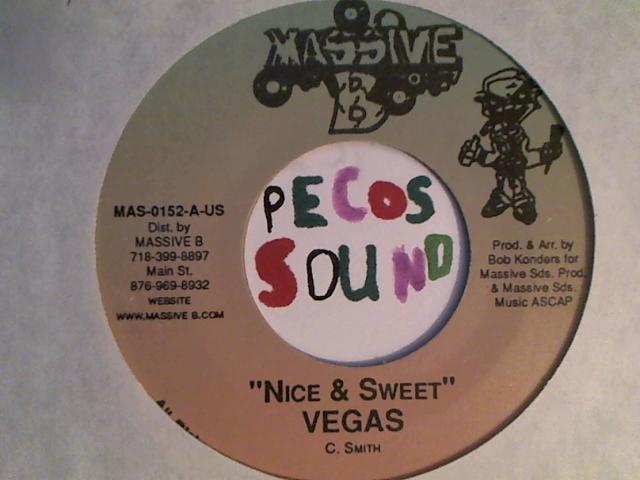 MASSIVE
B
MAS-0152-A-US
Dist. by
MASSIVE B
718-399-8897
Main St.
876-969-8932
WEBSITE
WWW.MASSIVE B.COM
PECOS
SOUND
Prod. & Arr. by
Bob Konders for
Massive Sds. Prod.
& Massive Sds.
Music ASCAP
"NICE & SWEET"
VEGAS
C. SMITH